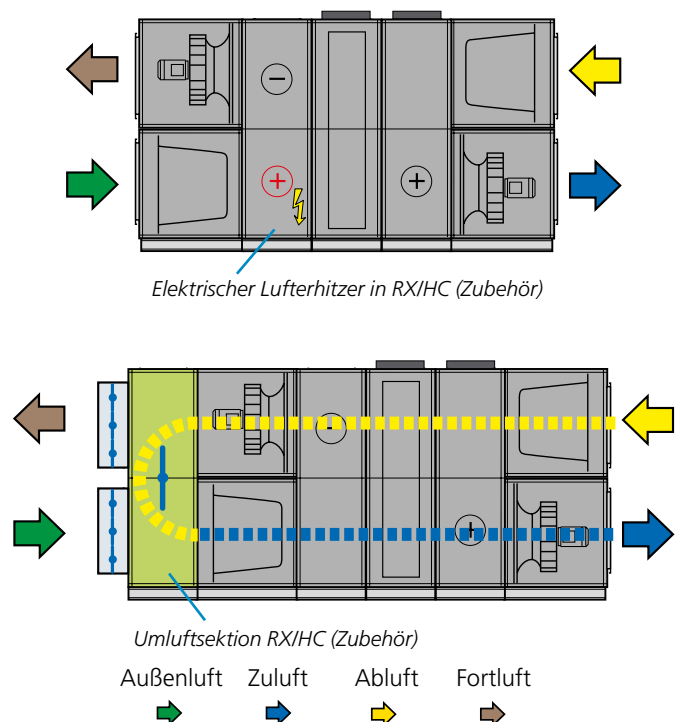 Elektrischer Lufterhitzer in RX/HC (Zubehör)
Umluftsektion RX/HC (Zubehör)
Außenluft Zuluft Abluft Fortluft